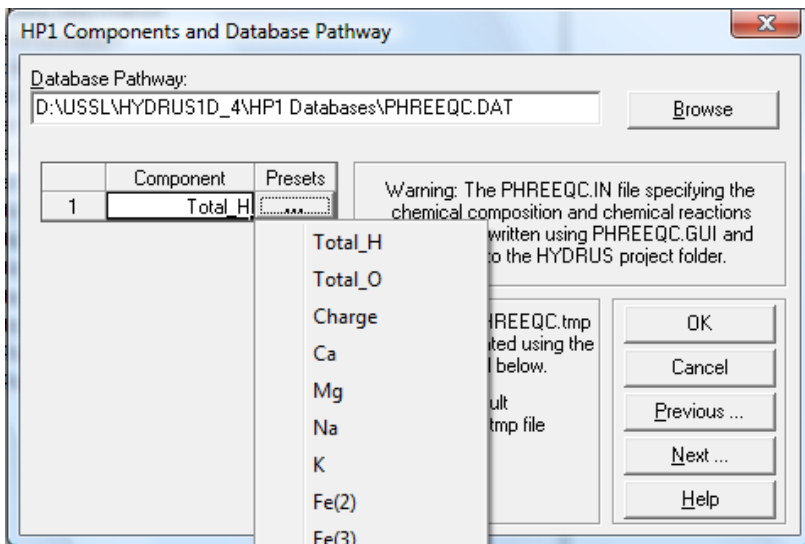 HP1 Components and Database Pathway
Database Pathway:
D:\USSL\HYDRUS1D_4\HP1 Databases\PHREEQC.DAT
Browse
Component Presets
1 Total_H ...
Warning: The PHREEQC.IN file specifying the
chemical composition and chemical reactions
written using PHREEQC.GUI and
to the HYDRUS project folder.
Total_H
Total_O
Charge
Ca
Mg
Na
K
Fe(2)
Fe(3)
HREEQC.tmp
ted using the
below.
ult
tmp file
OK
Cancel
Previous ...
Next ...
Help